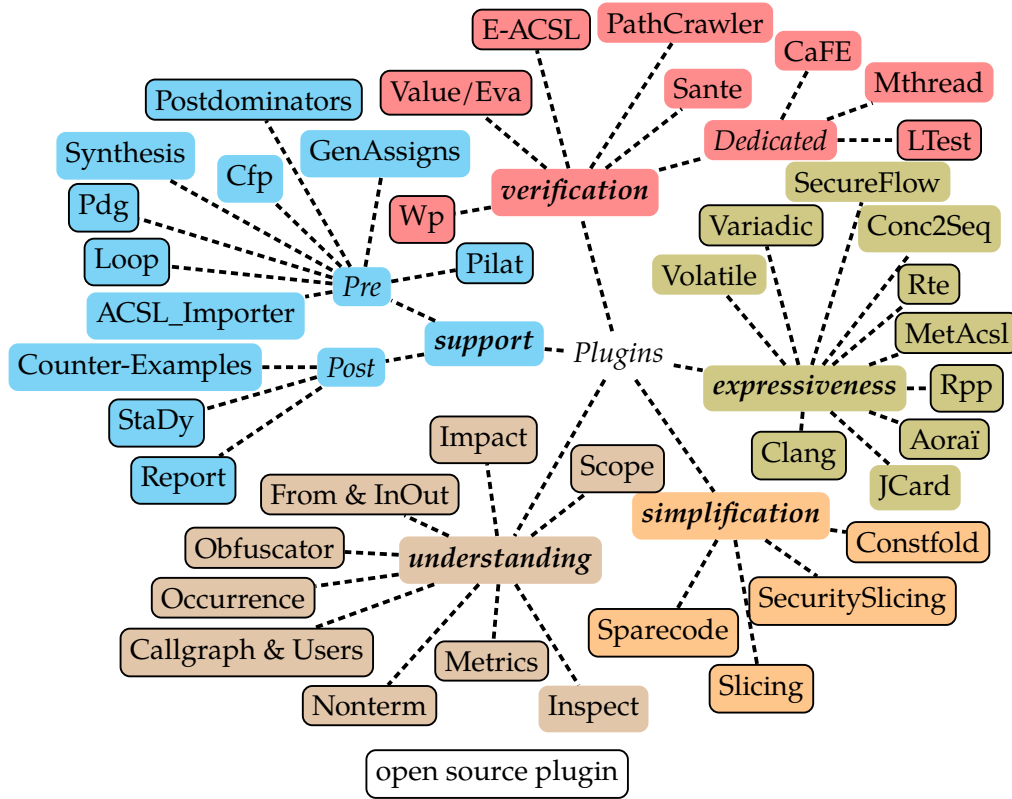 E-ACSL
PathCrawler
CaFE
Value/Eva
Sante
Mthread
Postdominators
Dedicated
LTest
Synthesis
Cfp
GenAssigns
verification
SecureFlow
Pdg
Wp
Variadic
Conc2Seq
Loop
Pre
Pilat
Volatile
Rte
ACSL_Importer
MetAcsl
support
Plugins
Counter-Examples
Post
expressiveness
Rpp
StaDy
Impact
Clang
Aoraï
Report
Scope
JCard
From & InOut
simplification
Obfuscator
understanding
Constfold
Occurrence
SecuritySlicing
Callgraph & Users
Sparecode
Metrics
Slicing
Nonterm
Inspect
open source plugin